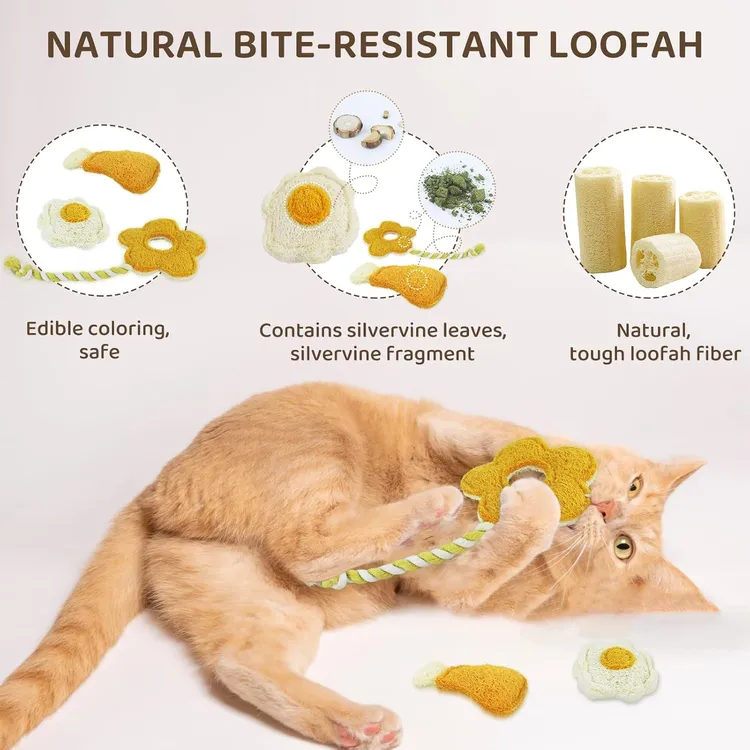 NATURAL BITE-RESISTANT LOOFAH
Edible coloring,
safe
Contains silvervine leaves,
silvervine fragment
Natural,
tough loofah fiber